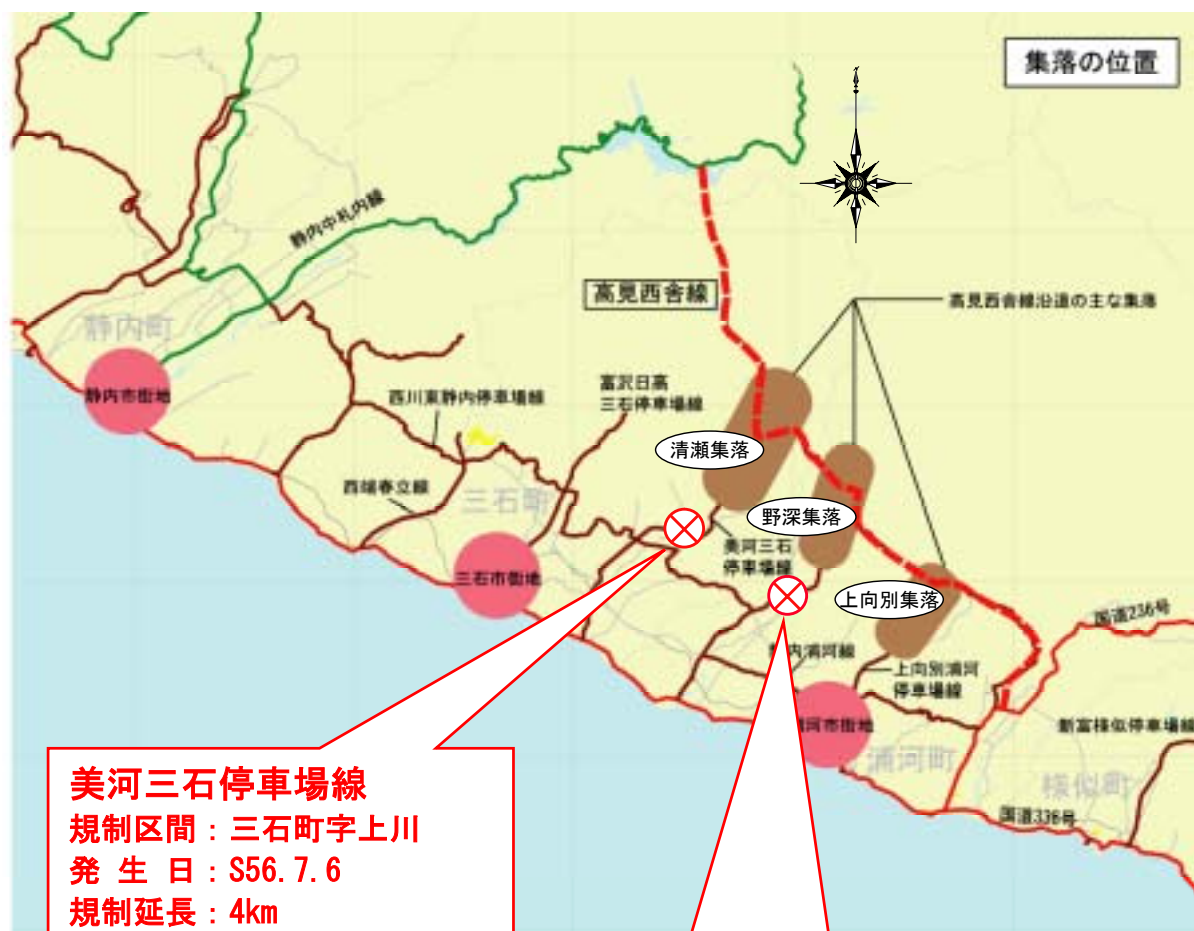 集落の位置
静内中札内線
高見西舎線
高見西舎線沿道の主な集落
静内町
静内市街地
西川東静内停車場線
富沢日高
三石停車場線
清瀬集落
西端春立線
三石町
野深集落
美河三石
停車場線
三石市街地
上向別集落
国道236号
内浦河線
上向別浦河
停車場線
河市街地
新富様似停車場線
浦河町
様似町
国道336号
美河三石停車場線
規制区間：三石町字上川
発 生 日：S56.7.6
規制延長：4km